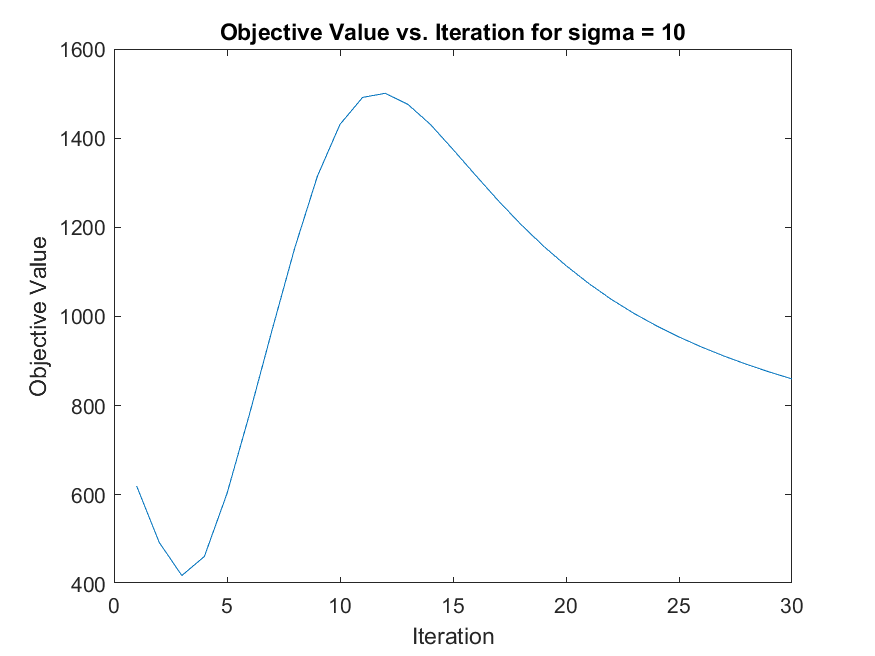 Objective Value vs. Iteration for sigma = 10
1600
1400
1200
1000
800
600
400
Objective Value
0 5 10 15 20 25 30
Iteration